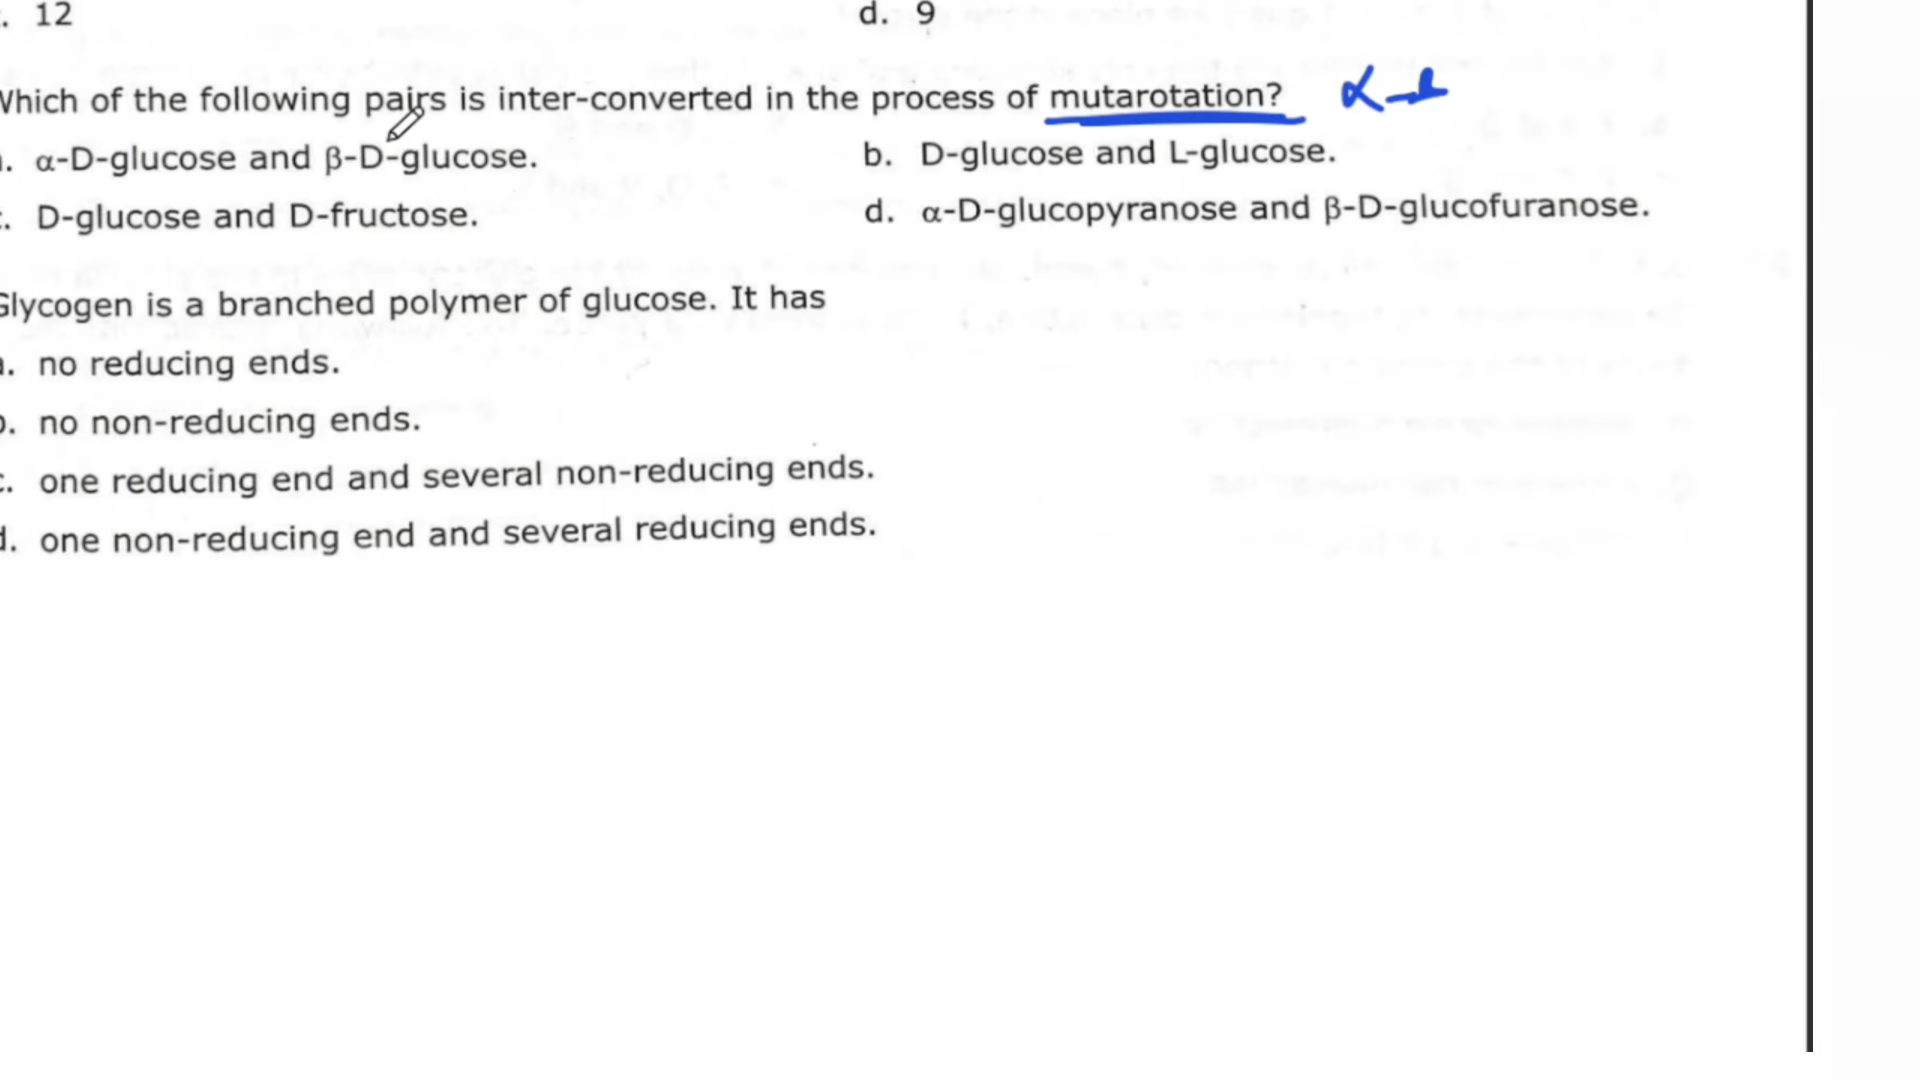 . 12
d. 9
Which of the following pairs is inter-converted in the process of mutarotation? α
. α-D-glucose and β-D-glucose.
b. D-glucose and L-glucose.
. D-glucose and D-fructose.
d. α-D-glucopyranose and β-D-glucofuranose.
Glycogen is a branched polymer of glucose. It has
a. no reducing ends.
b. no non-reducing ends.
c. one reducing end and several non-reducing ends.
d. one non-reducing end and several reducing ends.